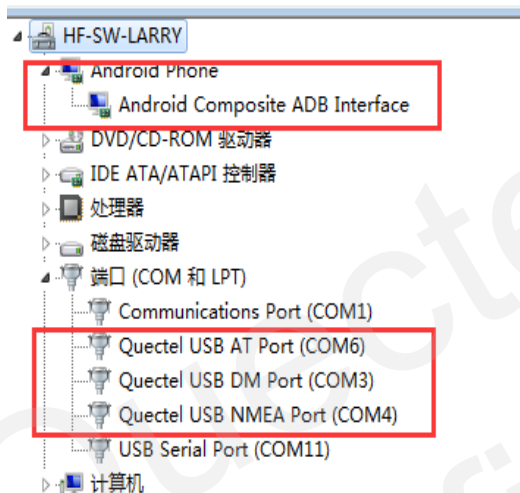 HF-SW-LARRY
Android Phone
Android Composite ADB Interface
DVD/CD-ROM 驱动器
IDE ATA/ATAPI 控制器
处理器
磁盘驱动器
端口 (COM 和 LPT)
Communications Port (COM1)
Quectel USB AT Port (COM6)
Quectel USB DM Port (COM3)
Quectel USB NMEA Port (COM4)
USB Serial Port (COM11)
计算机